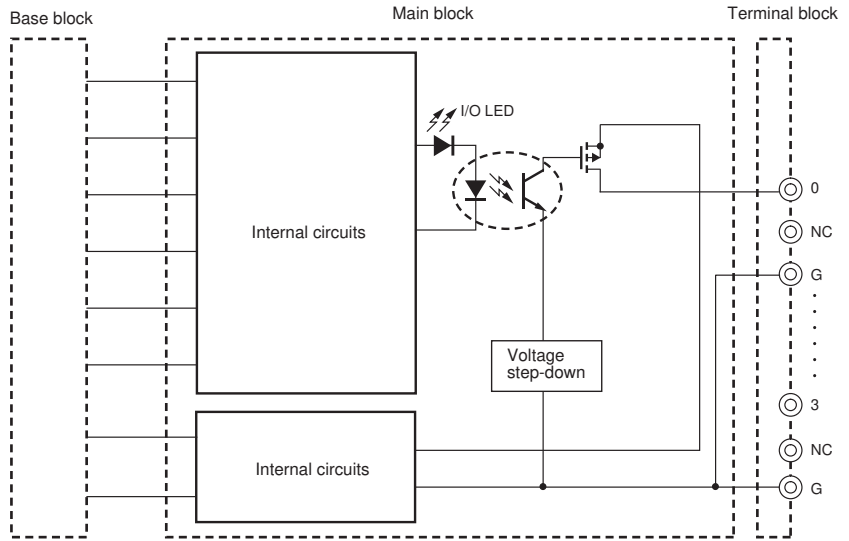 Base block
Main block
Terminal block
I/O LED
0
Internal circuits
NC
G
Voltage
step-down
3
Internal circuits
NC
G